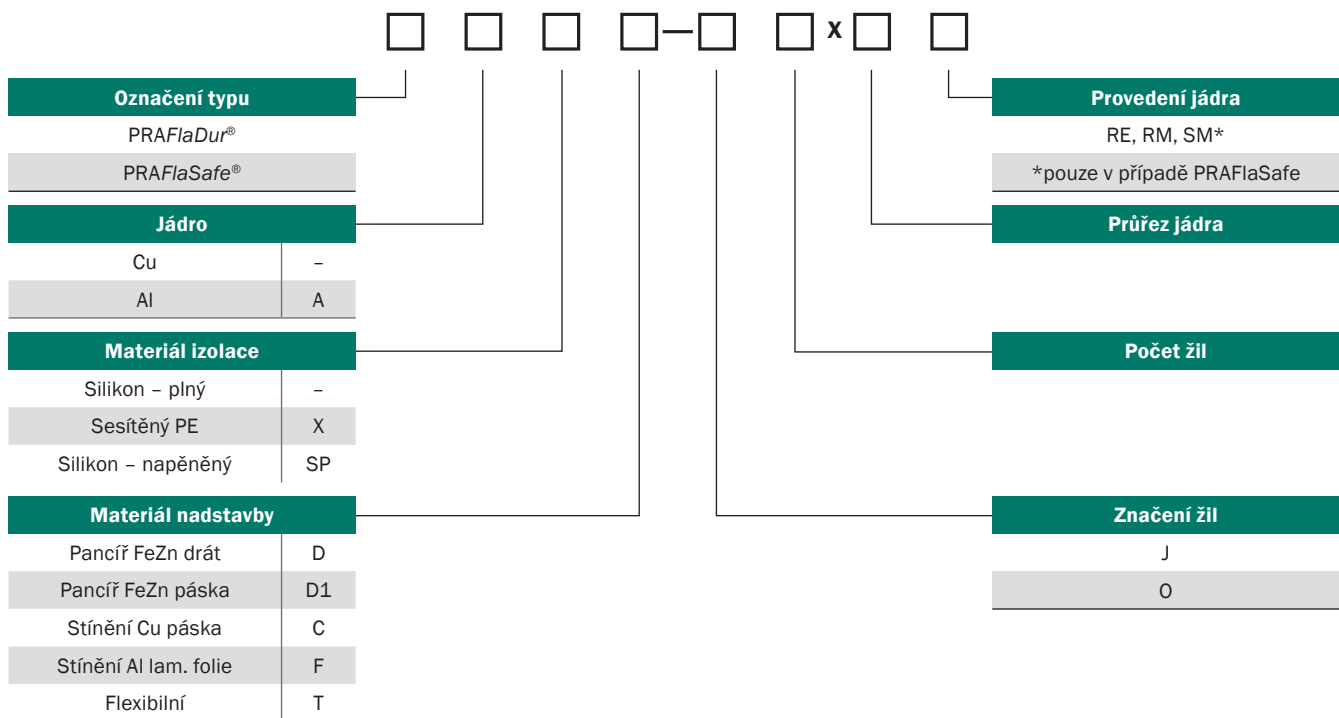 X
Označení typu
PRAFlaDur®
PRAFlaSafe®
Jádro
Cu –
Al A
Materiál izolace
Silikon – plný –
Sesítěný PE X
Silikon – napěněný SP
Materiál nadstavby
Pancíř FeZn drát D
Pancíř FeZn páska D1
Stínění Cu páska C
Stínění Al lam. folie F
Flexibilní T
Provedení jádra
RE, RM, SM*
*pouze v případě PRAFlaSafe
Průřez jádra
Počet žil
Značení žil
J
O